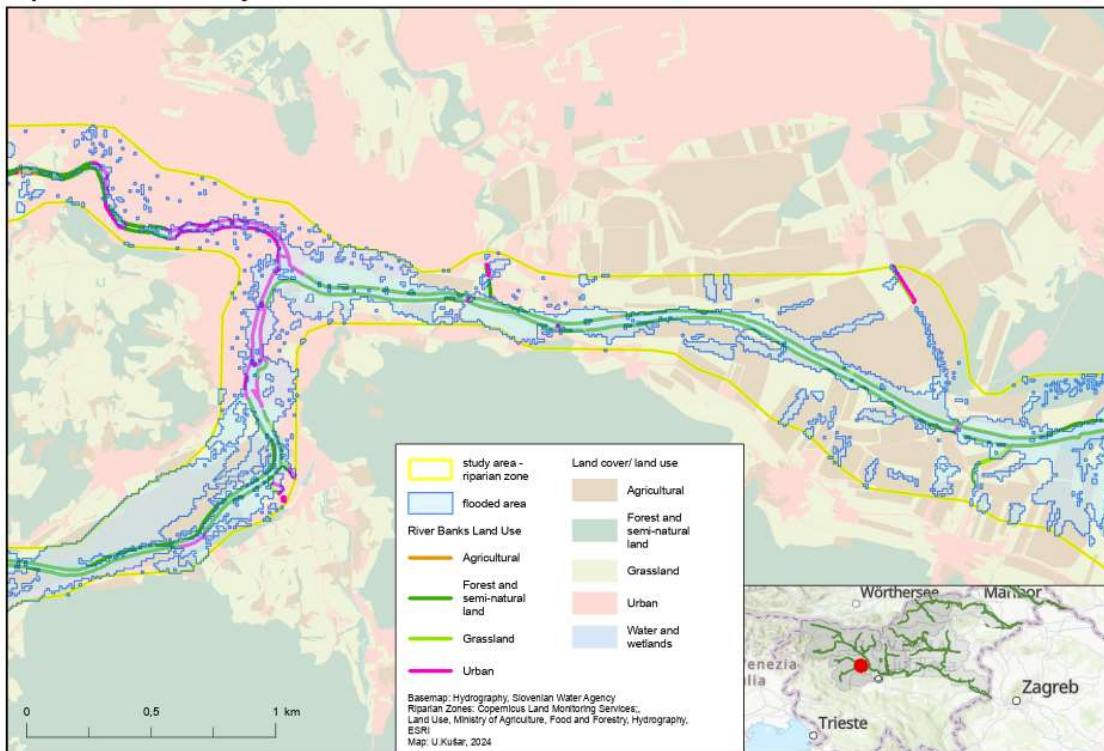 study area -
riparian zone
flooded area
River Banks Land Use
Agricultural
Forest and
semi-natural
land
Grassland
Urban
Land cover/ land use
Agricultural
Forest and
semi-natural
land
Grassland
Urban
Water and
wetlands
Basemap: Hydrography, Slovenian Water Agency
Riparian Zones: Copernicus Land Monitoring Services;,
Land Use, Ministry of Agriculture, Food and Forestry, Hydrography,
ESRI
Map: U.Kušar, 2024
0 0,5 1 km
Wörthersee
Zagreb
Trieste